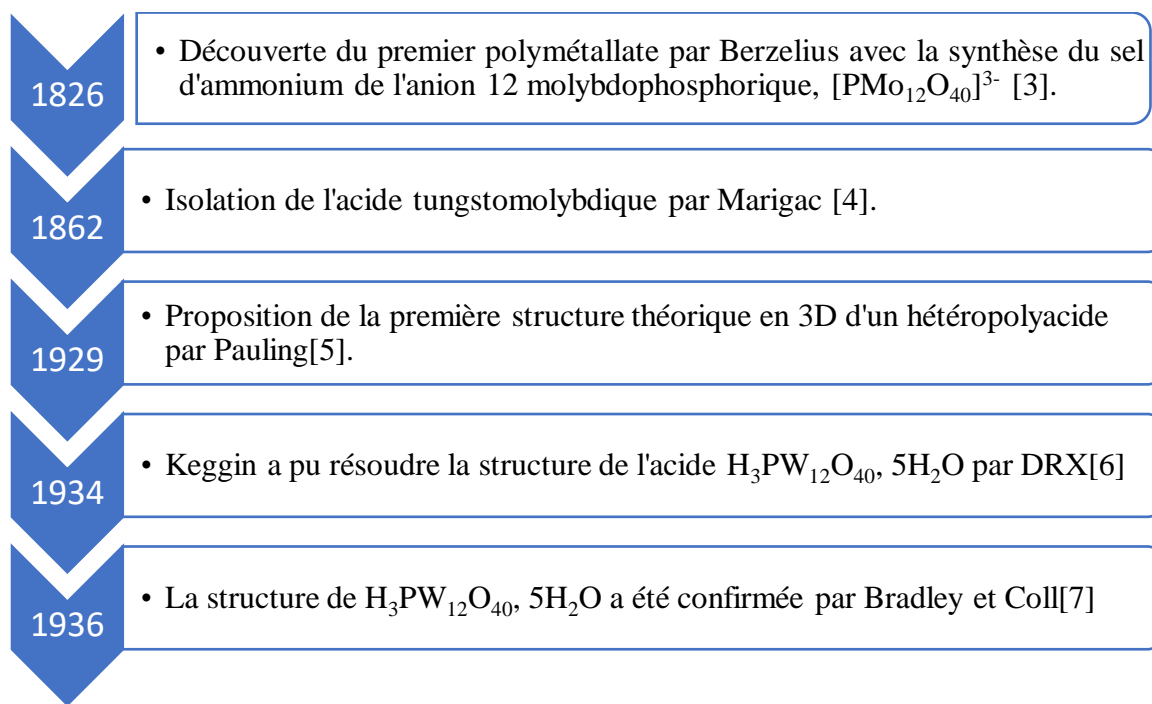 1826
• Découverte du premier polymétallate par Berzelius avec la synthèse du sel
d'ammonium de l'anion 12 molybdophosphorique, [PMo₁₂O₄₀]³⁻ [3].
1862
• Isolation de l'acide tungstomolybdique par Marigac [4].
1929
• Proposition de la première structure théorique en 3D d'un hétéropolyacide
par Pauling[5].
1934
• Keggin a pu résoudre la structure de l'acide H₃PW₁₂O₄₀, 5H₂O par DRX[6]
1936
• La structure de H₃PW₁₂O₄₀, 5H₂O a été confirmée par Bradley et Coll[7]